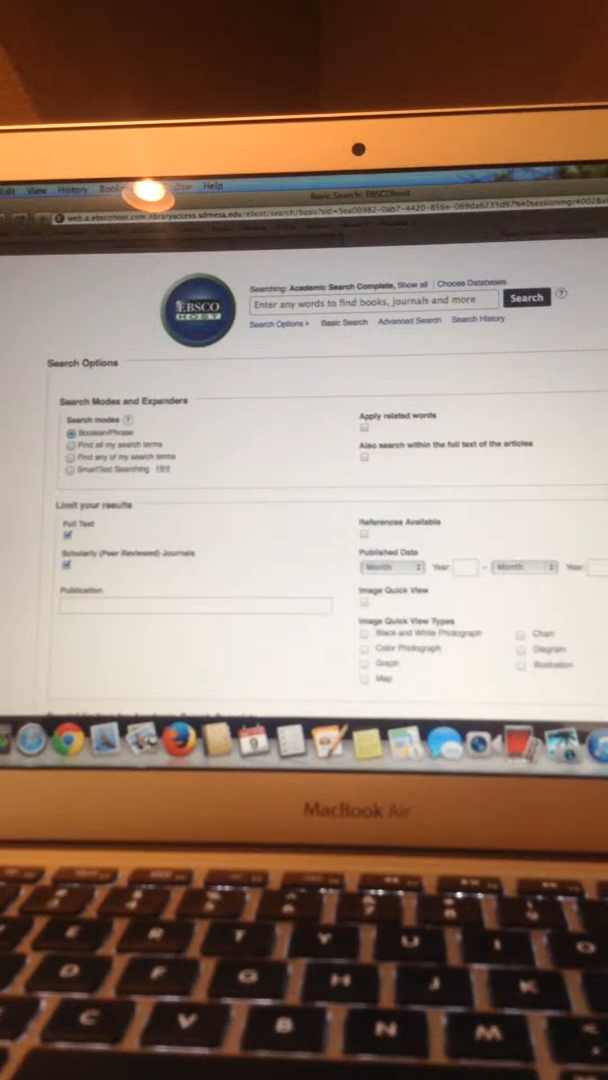 Edit View History Help
Basic Search: EBSCOhost
EBSCO
HOST
Searching: Academic Search Complete, Show all | Choose Databases
Enter any words to find books, journals and more
Search
Search Options Basic Search Advanced Search Search History
Search Options
Search Modes and Expanders
Search modes
Boolean/Phrase
Find all my search terms
Find any of my search terms
SmartText Searching Hint
Apply related words
Also search within the full text of the articles
Limit your results
Full Text
Scholarly (Peer Reviewed) Journals
Publication
References Available
Published Date
Month Year – Month Year:
Image Quick View
Image Quick View Types
Black and White Photograph
Color Photograph
Graph
Map
Chart
Diagram
Illustration
9
MacBook Air
E R T Y U I O
D F G H J K
C V B N M